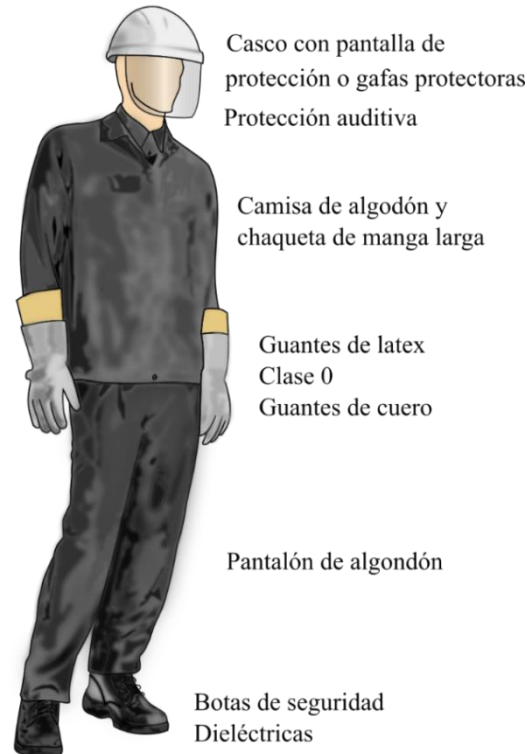 Casco con pantalla de
protección o gafas protectoras
Protección auditiva
Camisa de algodón y
chaqueta de manga larga
Guantes de latex
Clase 0
Guantes de cuero
Pantalón de algondón
Botas de seguridad
Dieléctricas